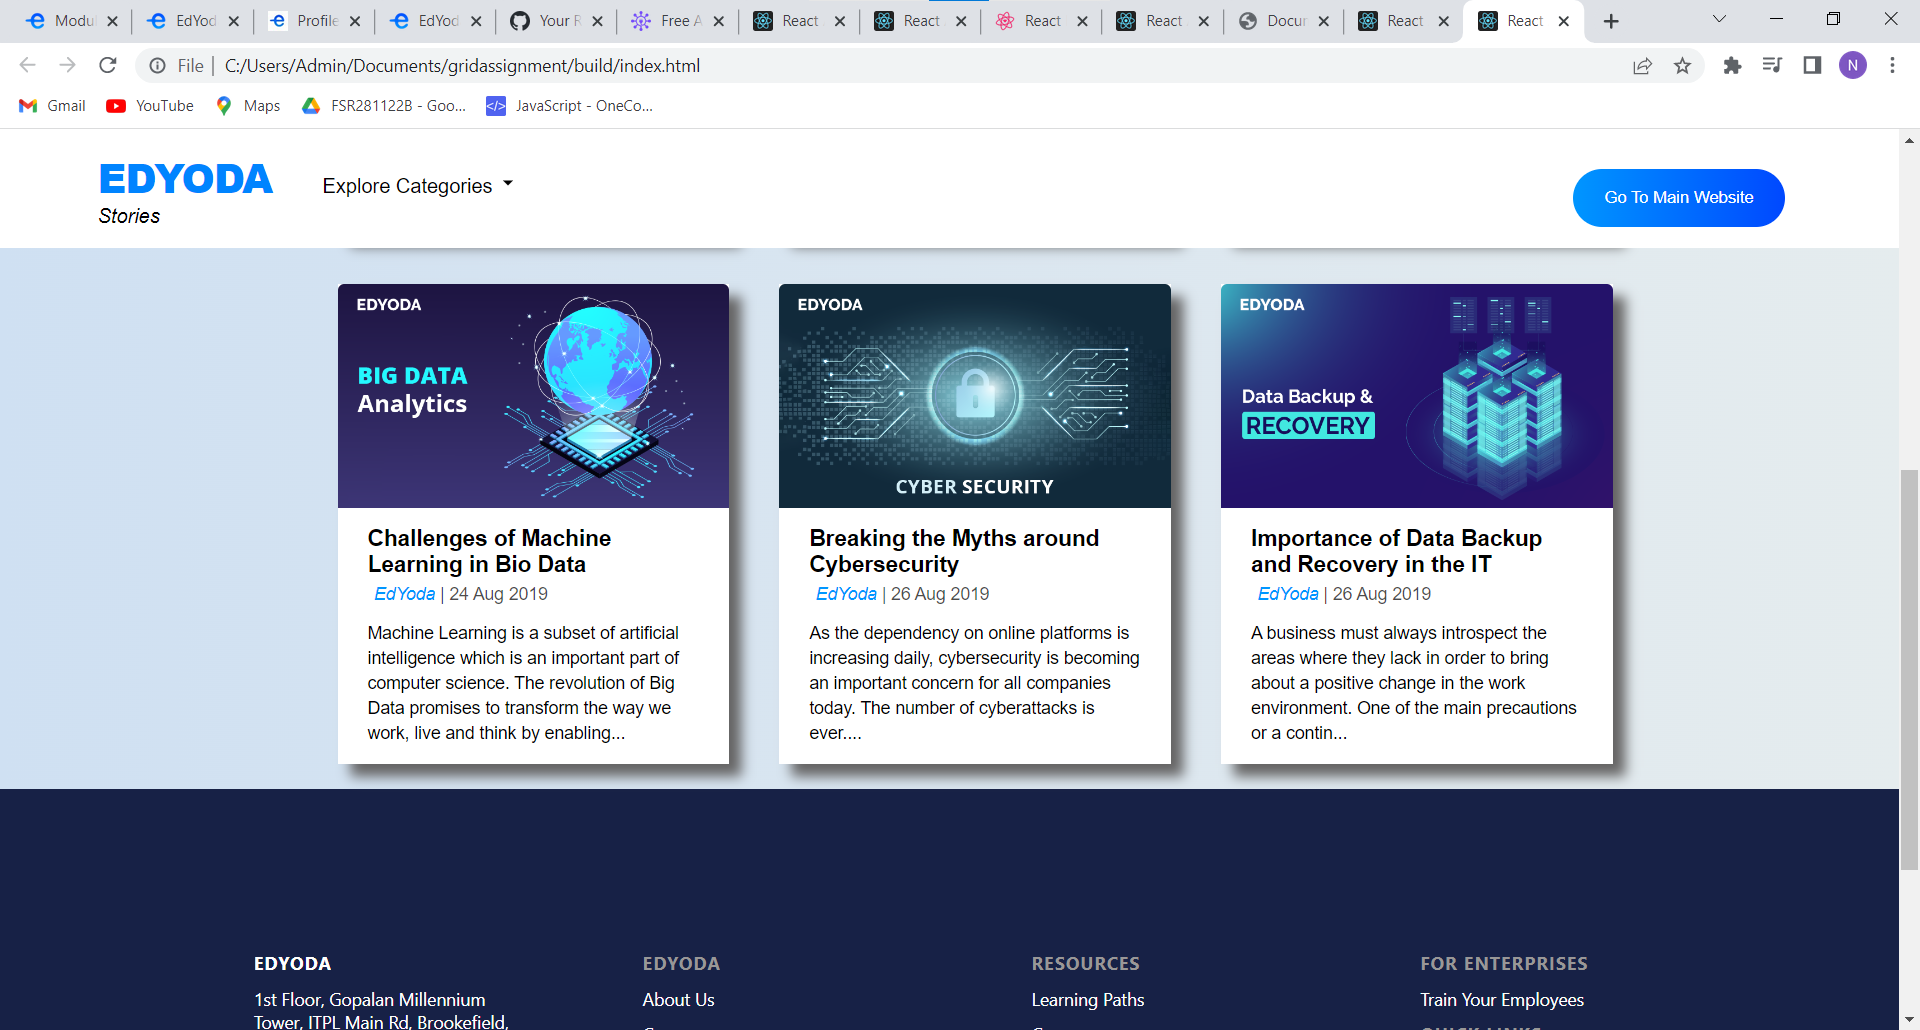 Modu
EdYod
Profile
EdYod
Your R
Free A
React
React
React
React
Docur
React
React
File | C:/Users/Admin/Documents/gridassignment/build/index.html
N
Gmail
YouTube
Maps
FSR281122B - Goo...
JavaScript - OneCo...
EDYODA
Stories
Explore Categories
Go To Main Website
EDYODA
BIG DATA
Analytics
Challenges of Machine
Learning in Bio Data
EdYoda | 24 Aug 2019
Machine Learning is a subset of artificial
intelligence which is an important part of
computer science. The revolution of Big
Data promises to transform the way we
work, live and think by enabling...
EDYODA
CYBER SECURITY
Breaking the Myths around
Cybersecurity
EdYoda | 26 Aug 2019
As the dependency on online platforms is
increasing daily, cybersecurity is becoming
an important concern for all companies
today. The number of cyberattacks is
ever....
EDYODA
Data Backup &
RECOVERY
Importance of Data Backup
and Recovery in the IT
EdYoda | 26 Aug 2019
A business must always introspect the
areas where they lack in order to bring
about a positive change in the work
environment. One of the main precautions
or a contin...
EDYODA
1st Floor, Gopalan Millennium
Tower, ITPL Main Rd, Brookefield,
EDYODA
About Us
RESOURCES
Learning Paths
FOR ENTERPRISES
Train Your Employees
QUICK LINKS